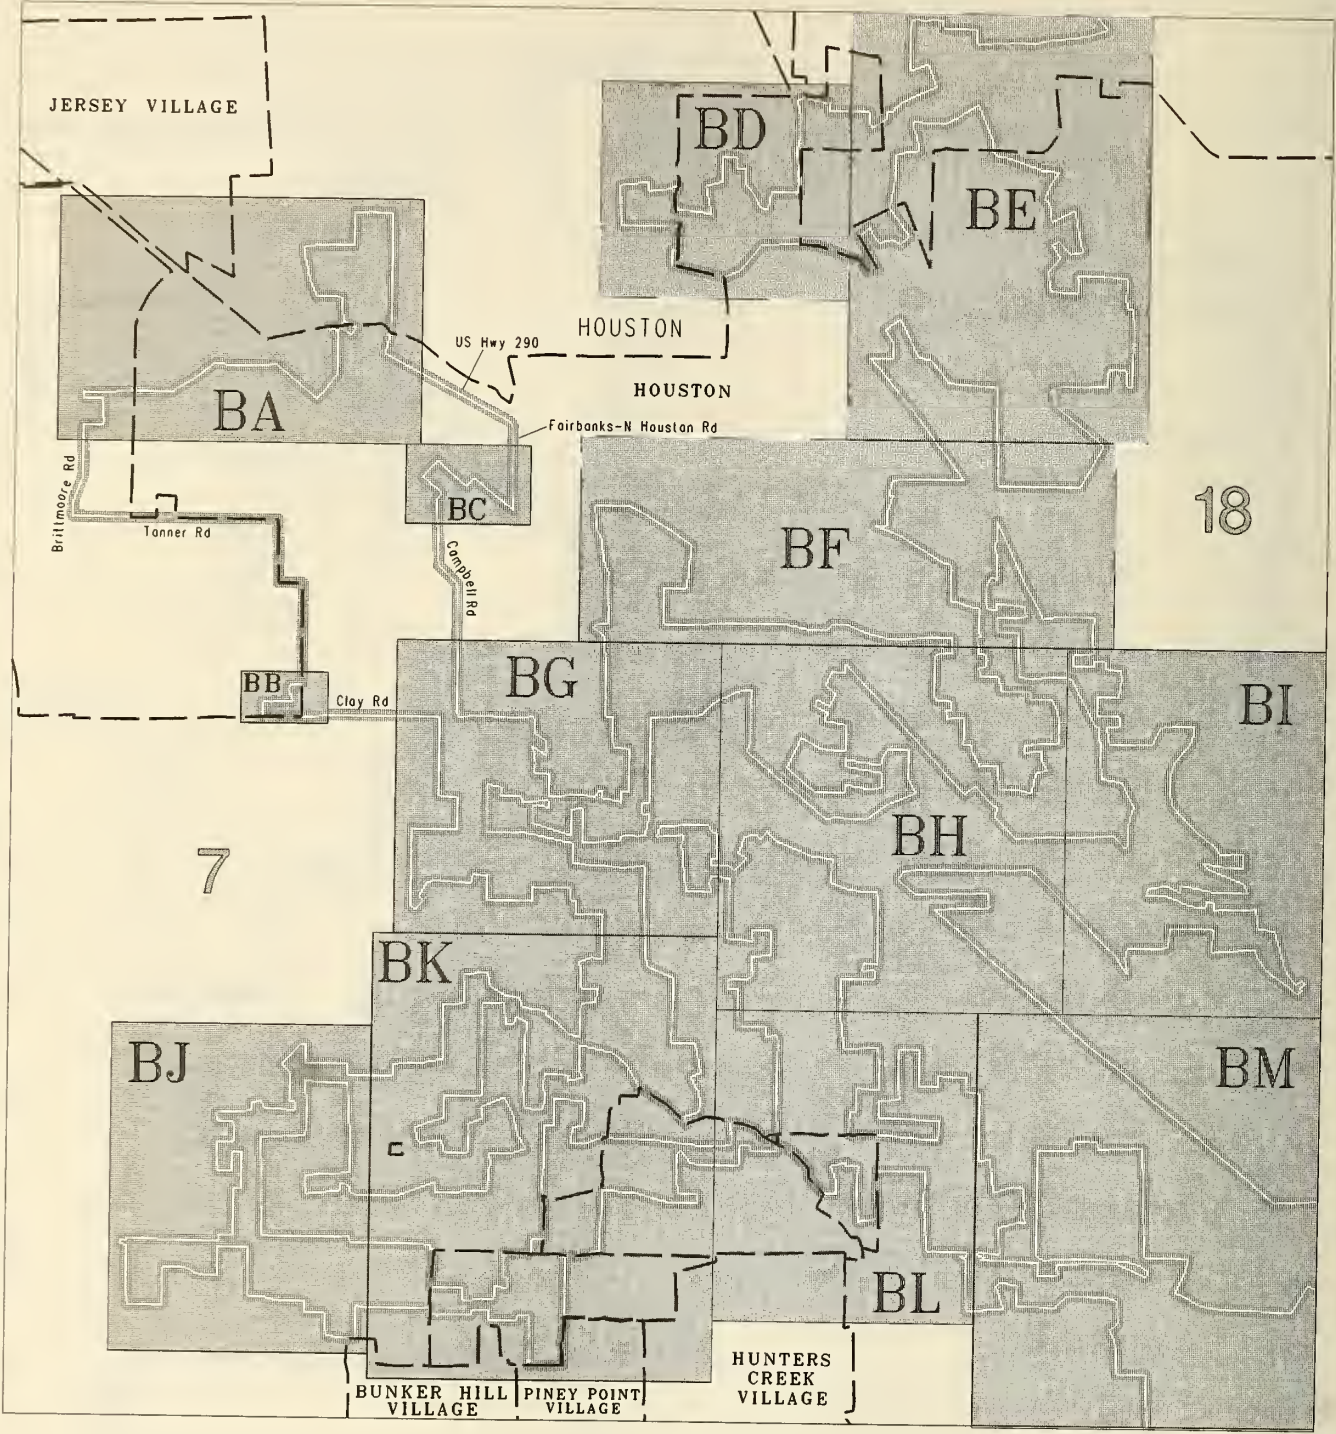 JERSEY VILLAGE
BD
BE
HOUSTON
US Hwy 290
HOUSTON
BA
Fairbanks-N Houston Rd
Brittmoore Rd
BC
18
Tanner Rd
BF
Campbell Rd
BG
BB
Clay Rd
BI
BH
7
BK
BJ
BM
BL
HUNTERS
CREEK
VILLAGE
BUNKER HILL
VILLAGE
PINEY POINT
VILLAGE